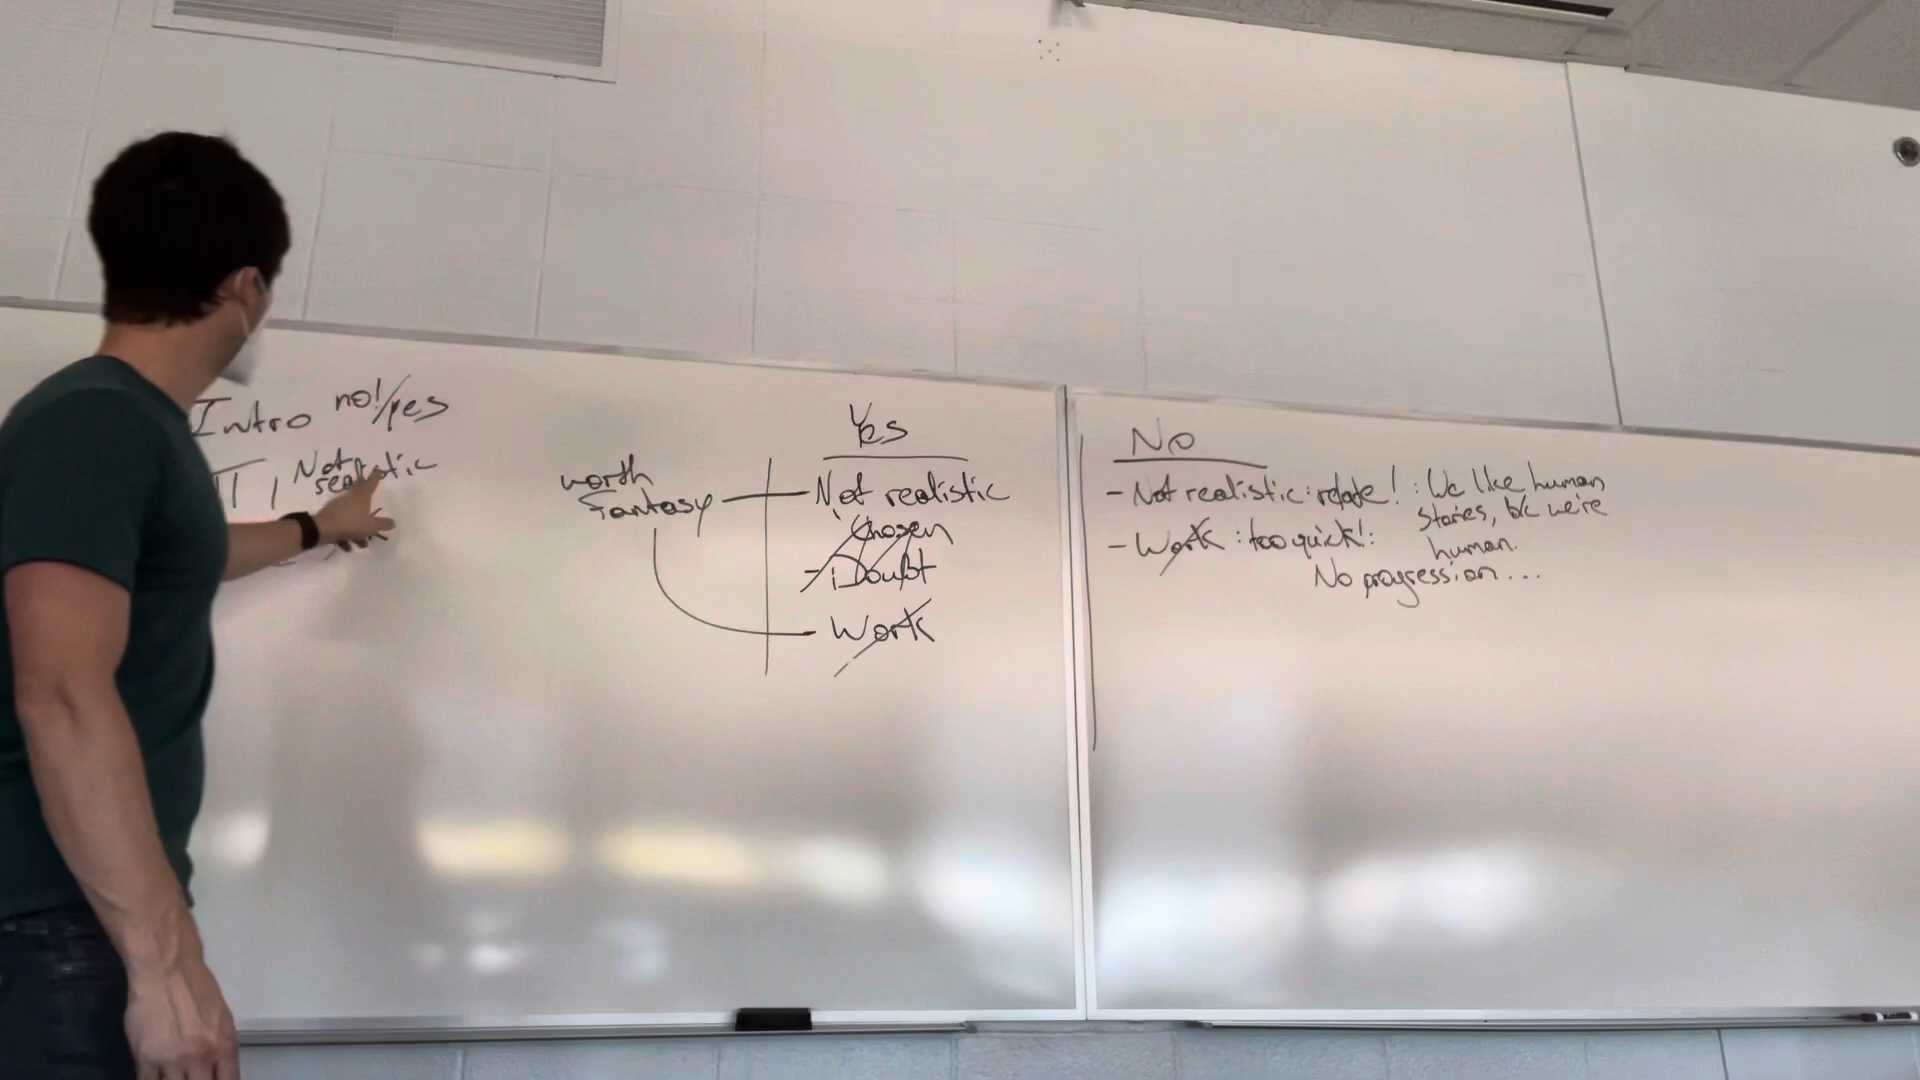 Intro no!/yes
Not
realistic
worth
fantasy
Yes
Not realistic
Chosen
- Doubt
Work
No
- Not realistic: relate! : We like human
stories, b/c we're
human.
- Work : too quick!:
No progression...